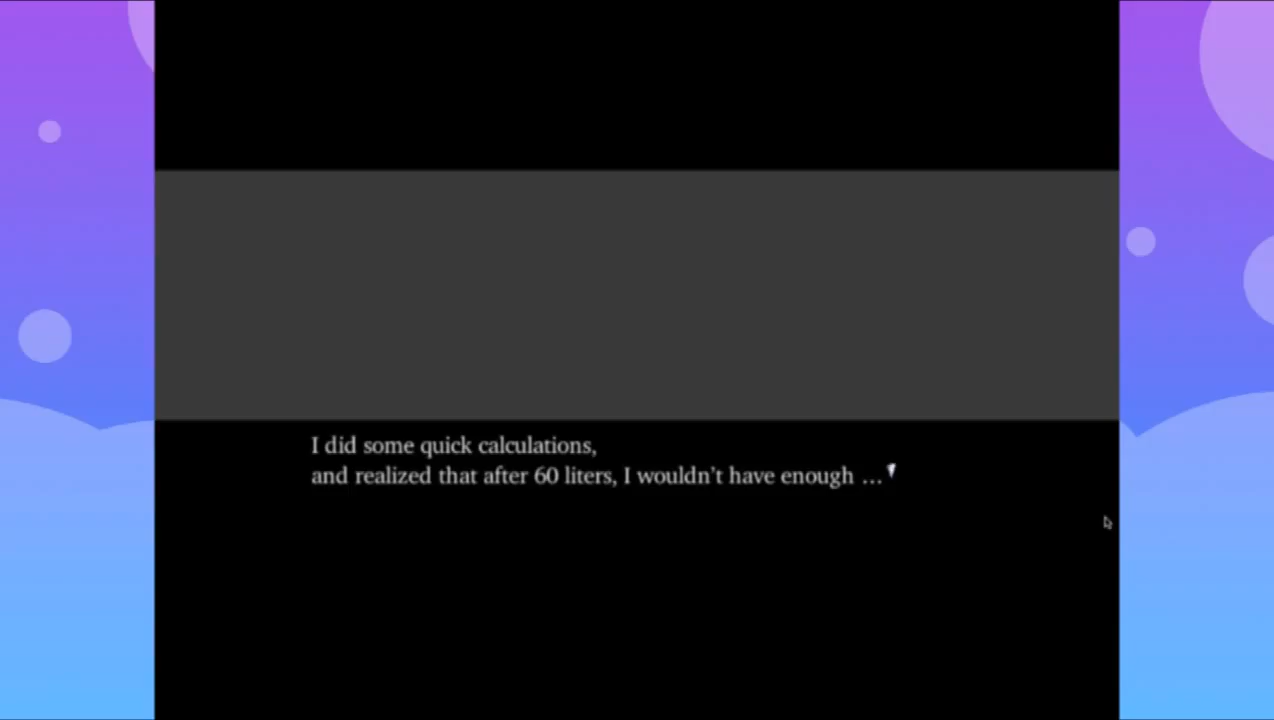 I did some quick calculations,
and realized that after 60 liters, I wouldn't have enough …